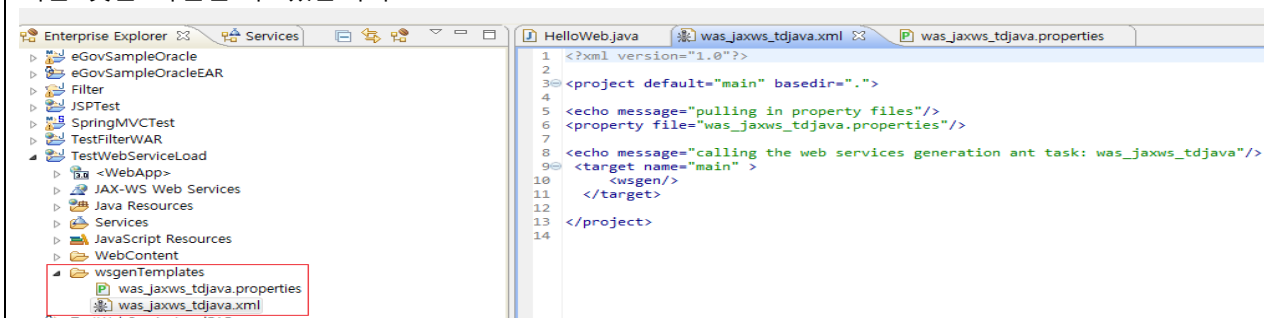 Enterprise Explorer
Services
eGovSampleOracle
eGovSampleOracleEAR
Filter
JSPTest
SpringMVCTest
TestFilterWAR
TestWebServiceLoad
<WebApp>
JAX-WS Web Services
Java Resources
Services
JavaScript Resources
WebContent
wsgenTemplates
was_jaxws_tdjava.properties
was_jaxws_tdjava.xml
HelloWeb.java
was_jaxws_tdjava.xml
was_jaxws_tdjava.properties
1 <?xml version="1.0"?>
2
3 <project default="main" basedir=".">
4
5 <echo message="pulling in property files"/>
6 <property file="was_jaxws_tdjava.properties"/>
7
8 <echo message="calling the web services generation ant task: was_jaxws_tdjava"/>
9 <target name="main" >
10 <wsgen/>
11 </target>
12
13 </project>
14